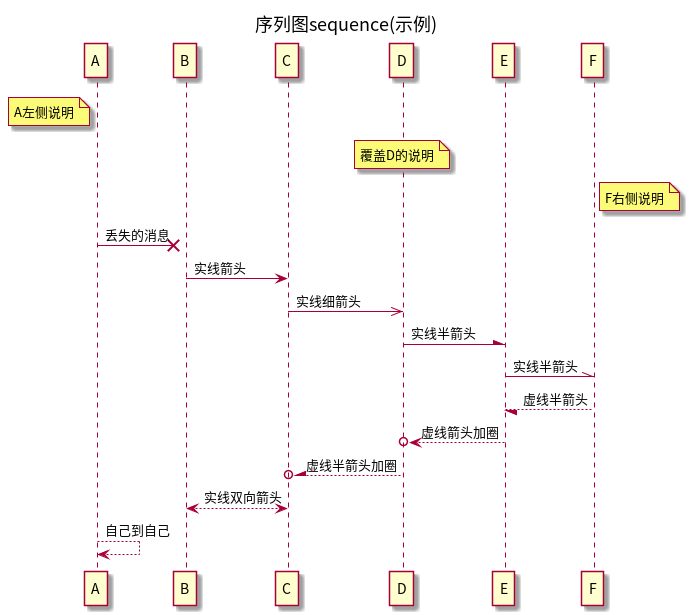 序列图sequence(示例)
A B C D E F
A左侧说明
覆盖D的说明
F右侧说明
丢失的消息
实线箭头
实线细箭头
实线半箭头
实线半箭头
虚线半箭头
虚线箭头加圈
虚线半箭头加圈
实线双向箭头
自己到自己
A B C D E F